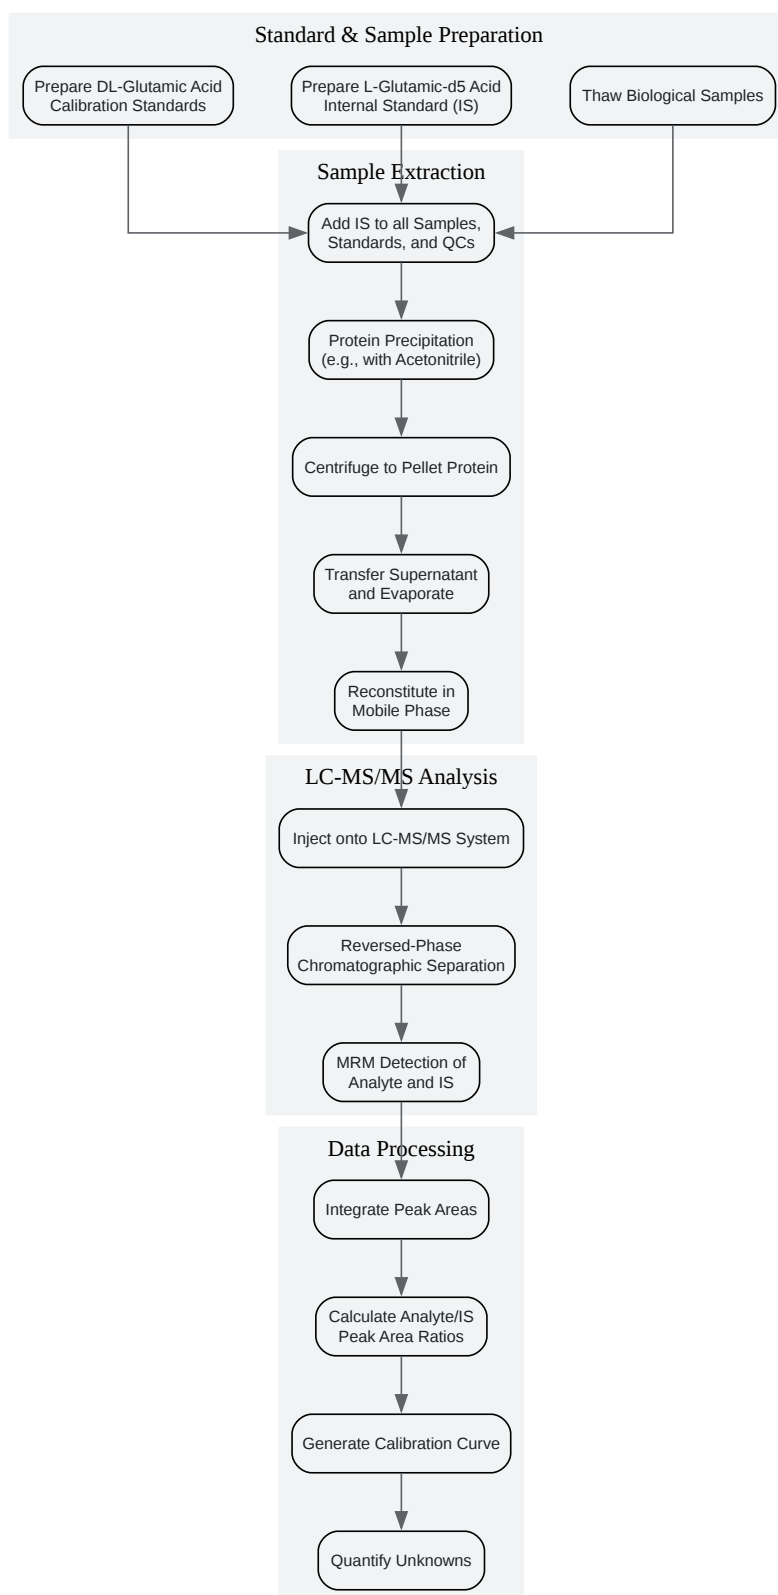 Standard & Sample Preparation
Prepare DL-Glutamic Acid
Calibration Standards
Prepare L-Glutamic-d5 Acid
Internal Standard (IS)
Thaw Biological Samples
Sample Extraction
Add IS to all Samples,
Standards, and QCs
Protein Precipitation
(e.g., with Acetonitrile)
Centrifuge to Pellet Protein
Transfer Supernatant
and Evaporate
Reconstitute in
Mobile Phase
LC-MS/MS Analysis
Inject onto LC-MS/MS System
Reversed-Phase
Chromatographic Separation
MRM Detection of
Analyte and IS
Data Processing
Integrate Peak Areas
Calculate Analyte/IS
Peak Area Ratios
Generate Calibration Curve
Quantify Unknowns